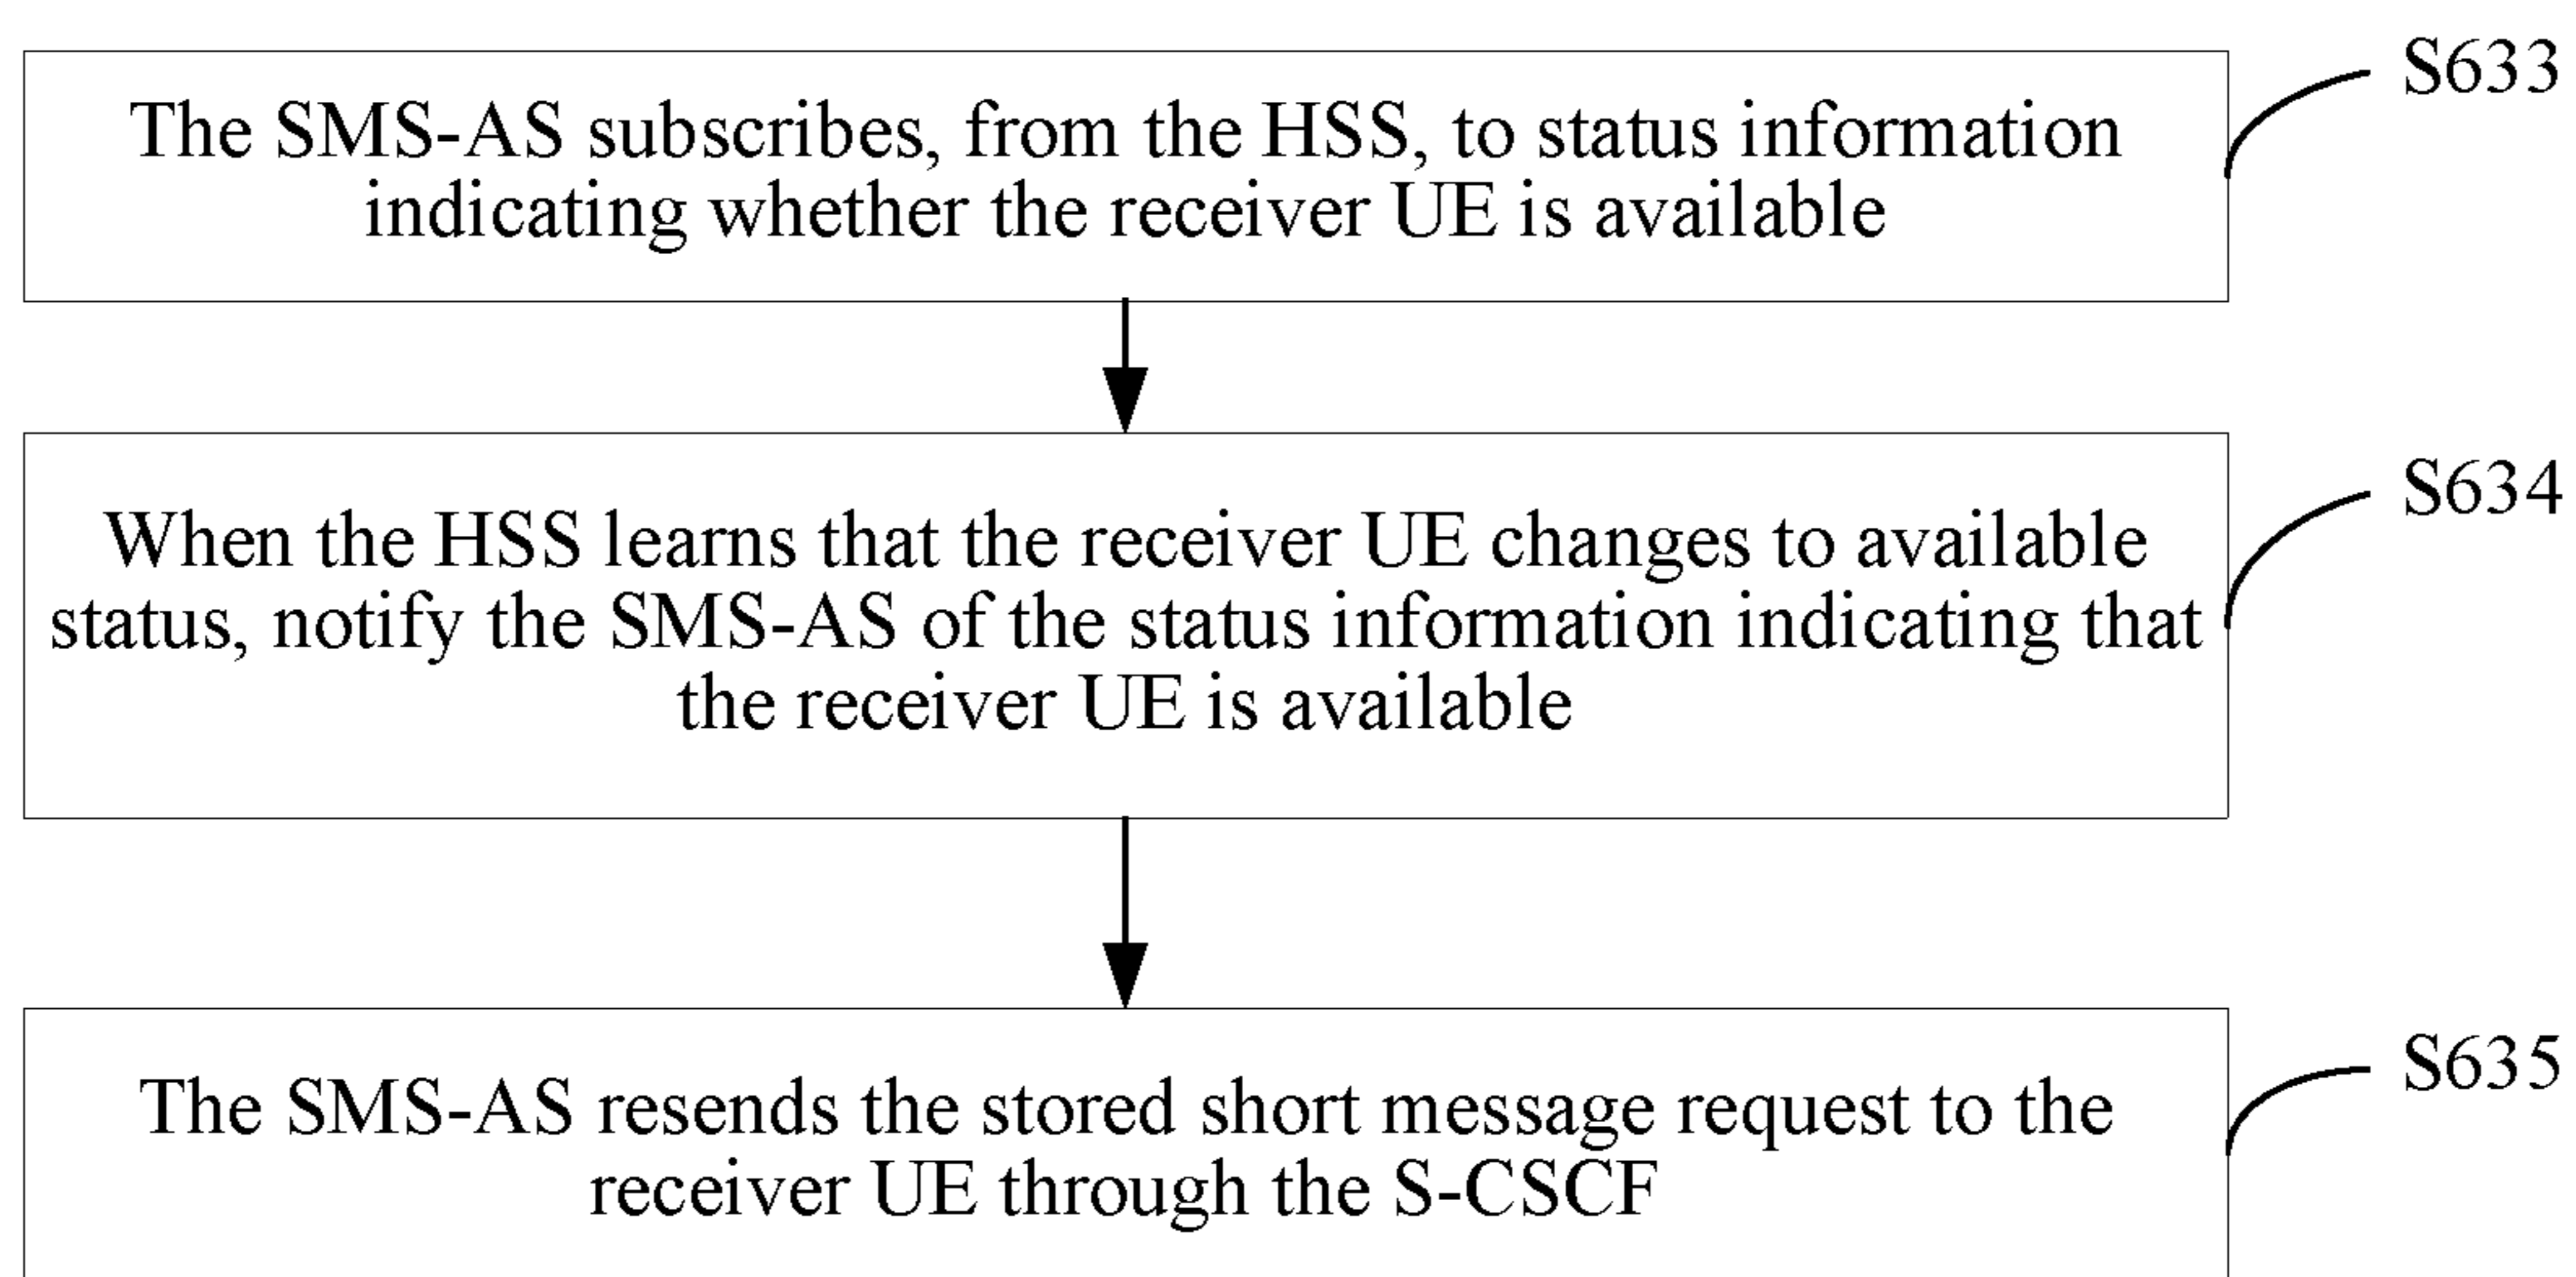 S633
The SMS-AS subscribes, from the HSS, to status information
indicating whether the receiver UE is available
S634
When the HSS learns that the receiver UE changes to available
status, notify the SMS-AS of the status information indicating that
the receiver UE is available
S635
The SMS-AS resends the stored short message request to the
receiver UE through the S-CSCF